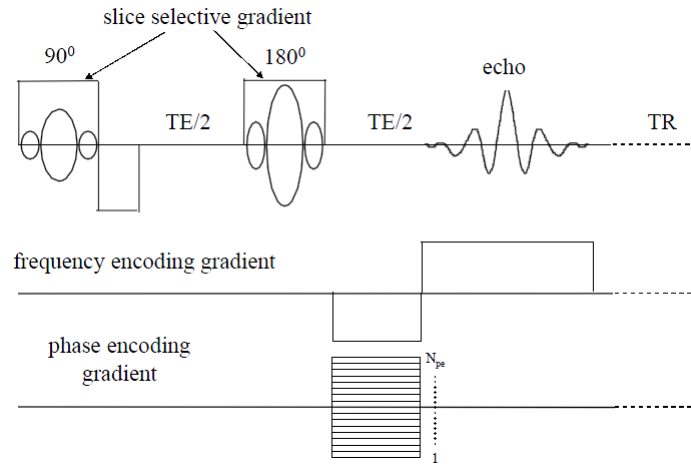 slice selective gradient
90⁰
180⁰
echo
TE/2
TE/2
TR
frequency encoding gradient
phase encoding
gradient
Npe
1